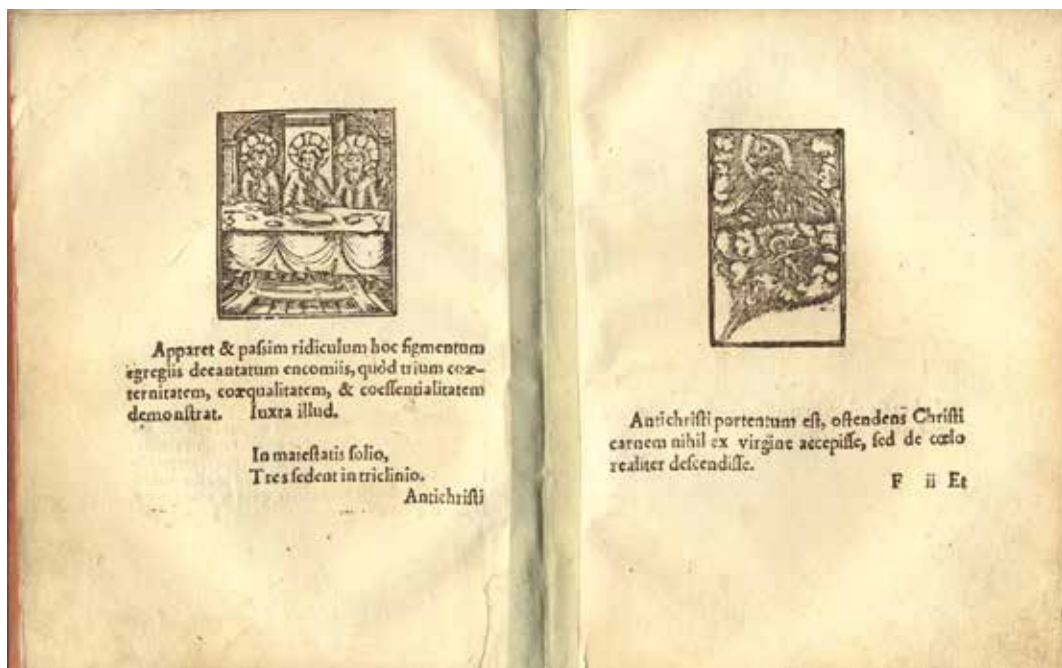 Apparet & paſsim ridiculum hoc figmentum
egregiis decantatum encomiis, quòd trium coæ-
ternitatem, coæqualitatem, & coeſſentialitatem
demonſtrat. Iuxta illud.
In maieſtatis ſolio,
Tres ſedent in triclinio.
Antichriſti
Antichriſti portentum eſt, oſtendens Chriſti
carnem nihil ex virgine accepiſſe, ſed de cœlo
realiter deſcendiſſe.
F ii Et